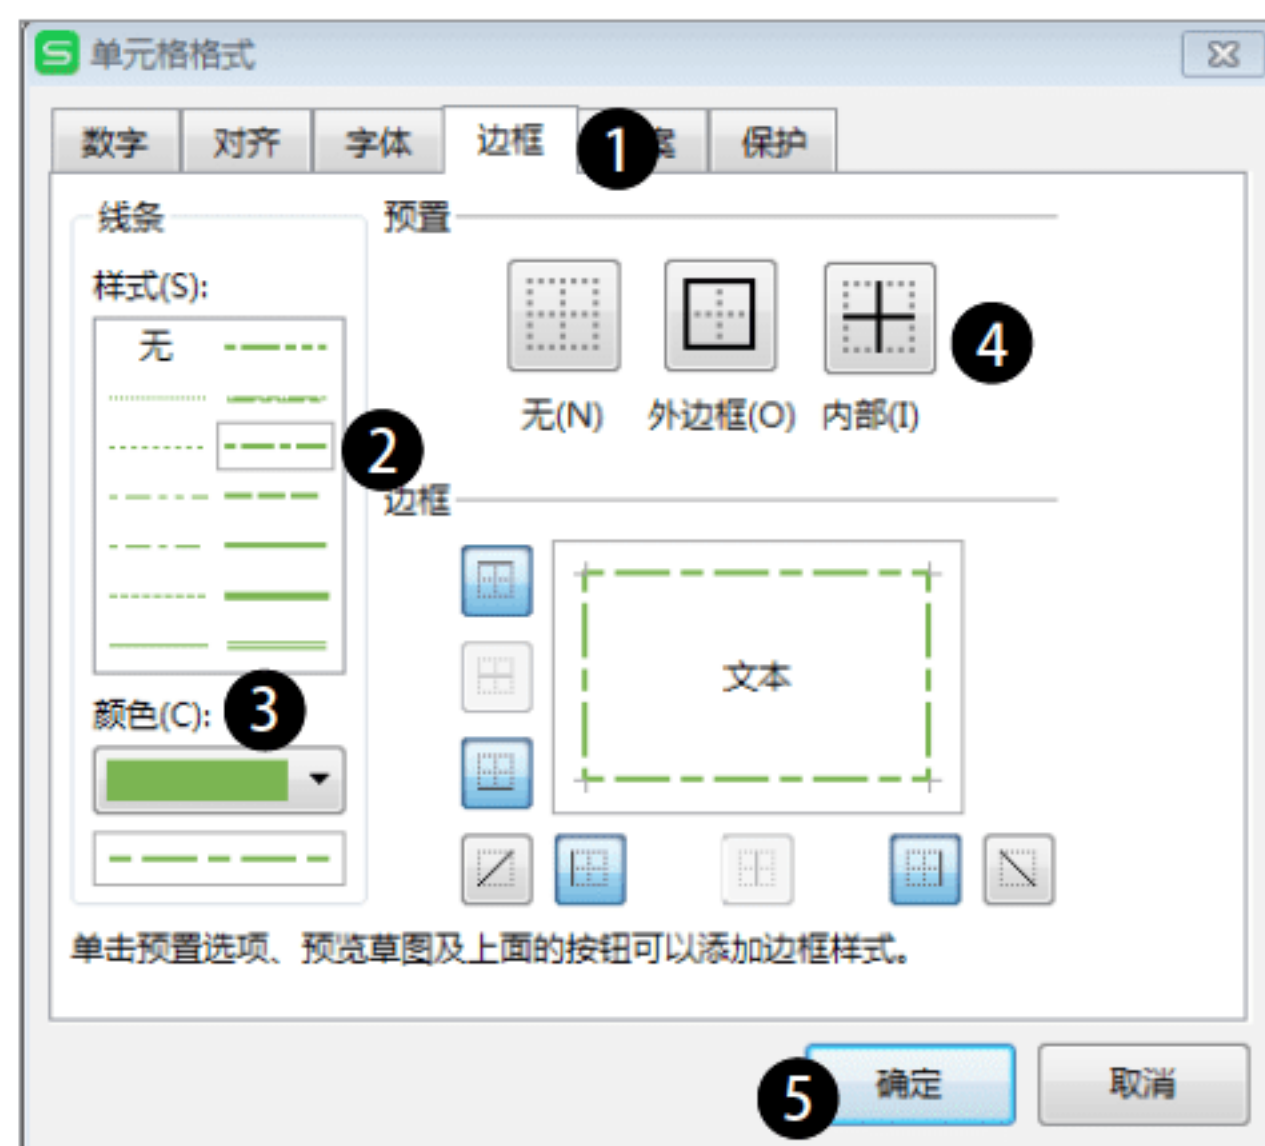 单元格格式
数字 对齐 字体 边框 1 案 保护
线条 预置
样式(S):
无
4
无(N) 外边框(O) 内部(I)
2
边框
文本
颜色(C): 3
单击预置选项、预览草图及上面的按钮可以添加边框样式。
5 确定 取消